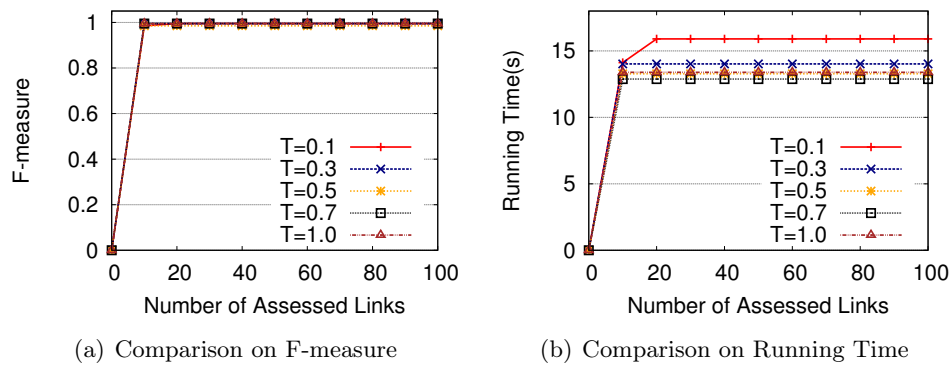 F-measure
1
0.8
0.6
0.4
0.2
0
T=0.1
T=0.3
T=0.5
T=0.7
T=1.0
0 20 40 60 80 100
Number of Assessed Links
(a) Comparison on F-measure
Running Time(s)
15
10
5
0
T=0.1
T=0.3
T=0.5
T=0.7
T=1.0
0 20 40 60 80 100
Number of Assessed Links
(b) Comparison on Running Time